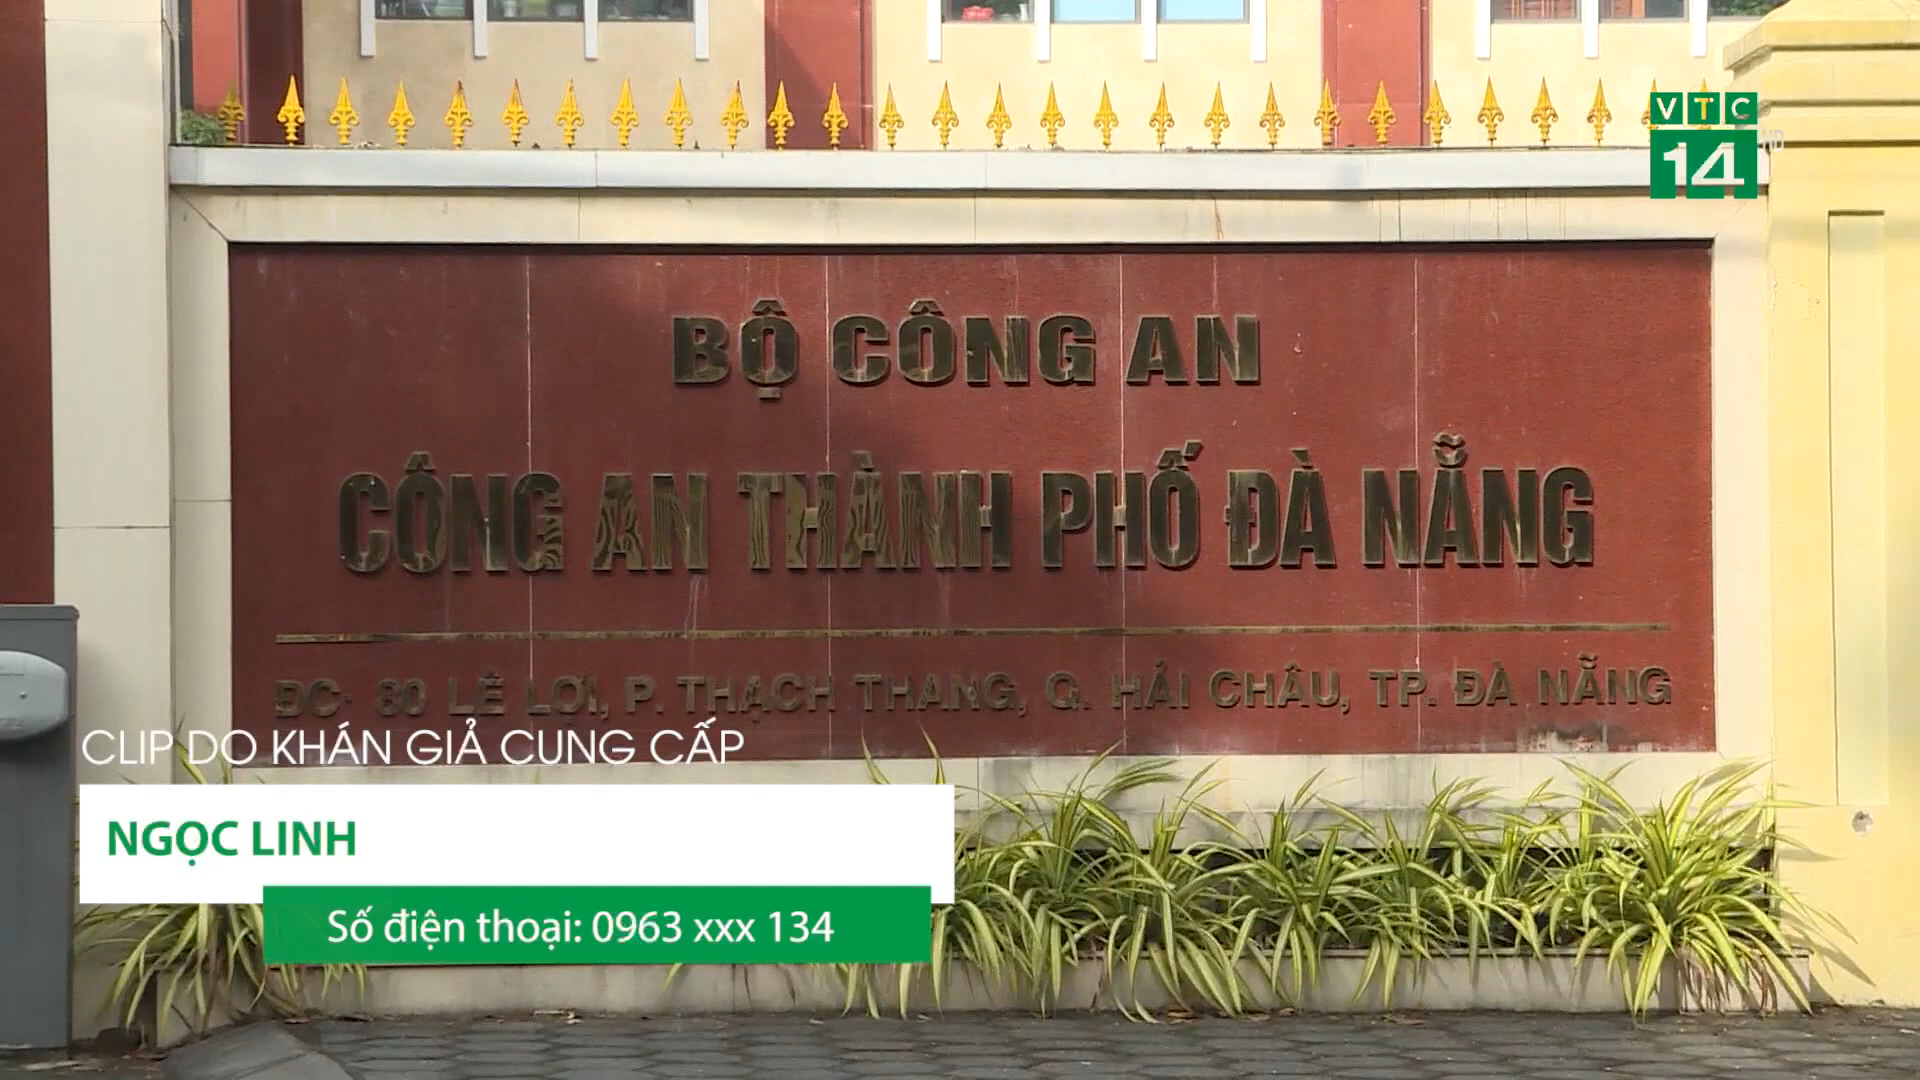 VTC
14
HD
BỘ CÔNG AN
CÔNG AN THÀNH PHỐ ĐÀ NẴNG
ĐC: 80 LÊ LỢI, P. THẠCH THANG, Q. HẢI CHÂU, TP. ĐÀ NẴNG
CLIP DO KHÁN GIẢ CUNG CẤP
NGỌC LINH
Số điện thoại: 0963 xxx 134